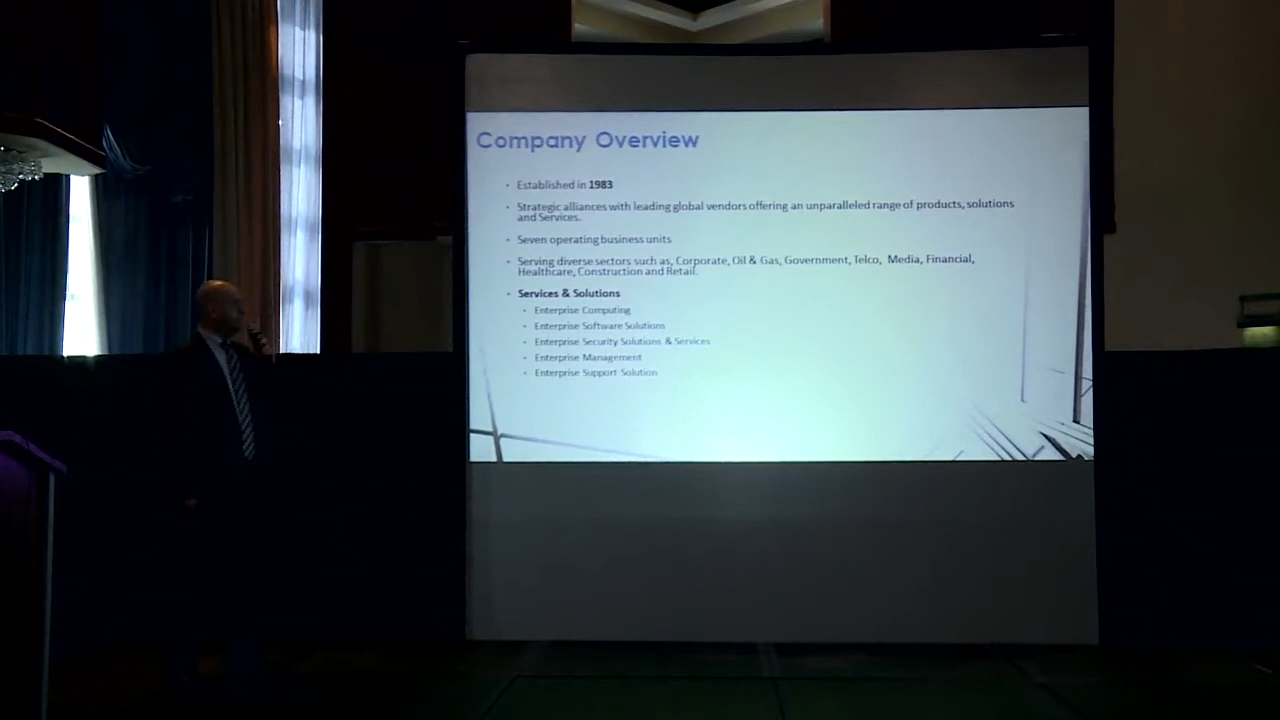 Company Overview
• Established in 1983
• Strategic alliances with leading global vendors offering an unparalleled range of products, solutions
and Services.
• Seven operating business units
• Serving diverse sectors such as, Corporate, Oil & Gas, Government, Telco, Media, Financial,
Healthcare, Construction and Retail.
• Services & Solutions
• Enterprise Computing
• Enterprise Software Solutions
• Enterprise Security Solutions & Services
• Enterprise Management
• Enterprise Support Solution